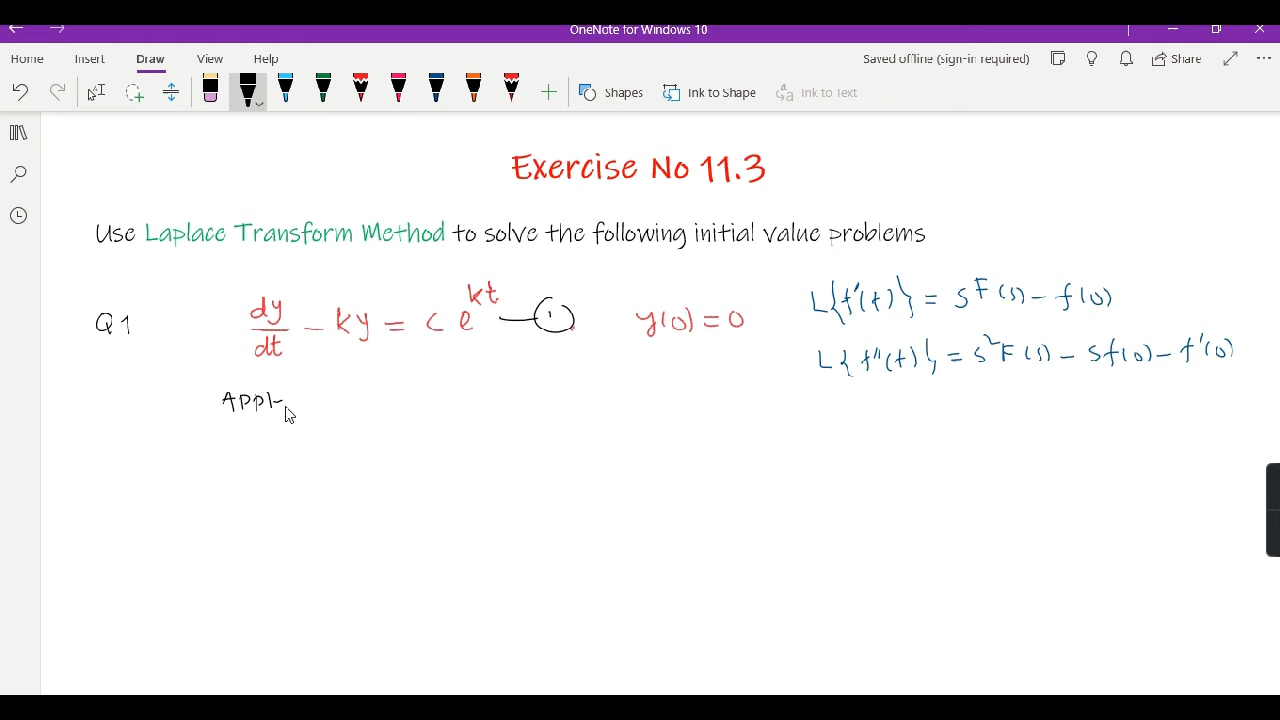 OneNote for Windows 10
Home Insert Draw View Help Saved offline (sign-in required) Share
Shapes Ink to Shape Ink to Text
Exercise No 11.3
Use Laplace Transform Method to solve the following initial value problems
Q1 dy/dt - ky = c e^kt — (1) y(0) = 0
L{f'(t)} = sF(s) - f(0)
L{f''(t)} = s²F(s) - sf(0) - f'(0)
Appl